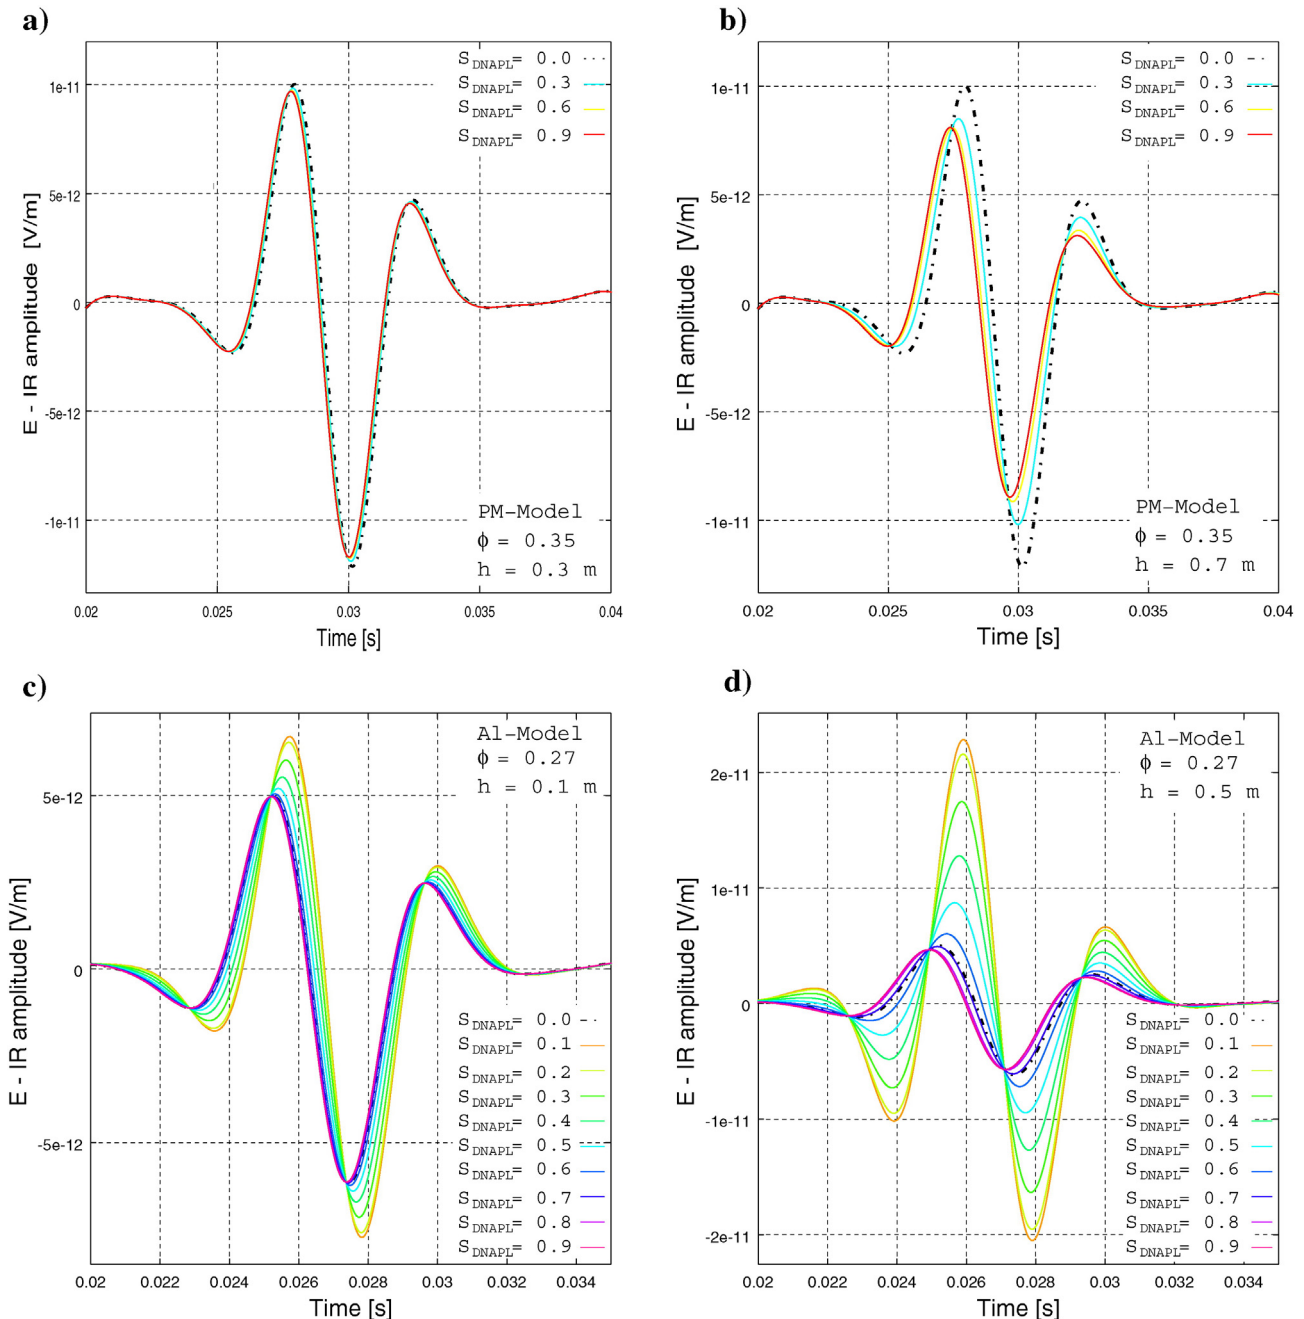 a)
E - IR amplitude [V/m]
1e-11
5e-12
0
-5e-12
-1e-11
S_DNAPL= 0.0
S_DNAPL= 0.3
S_DNAPL= 0.6
S_DNAPL= 0.9
PM-Model
ϕ = 0.35
h = 0.3 m
0.02 0.025 0.03 0.035 0.04
Time [s]
b)
E - IR amplitude [V/m]
1e-11
5e-12
0
-5e-12
-1e-11
S_DNAPL= 0.0
S_DNAPL= 0.3
S_DNAPL= 0.6
S_DNAPL= 0.9
PM-Model
ϕ = 0.35
h = 0.7 m
0.02 0.025 0.03 0.035 0.04
Time [s]
c)
E - IR amplitude [V/m]
5e-12
0
-5e-12
Al-Model
ϕ = 0.27
h = 0.1 m
S_DNAPL= 0.0
S_DNAPL= 0.1
S_DNAPL= 0.2
S_DNAPL= 0.3
S_DNAPL= 0.4
S_DNAPL= 0.5
S_DNAPL= 0.6
S_DNAPL= 0.7
S_DNAPL= 0.8
S_DNAPL= 0.9
0.02 0.022 0.024 0.026 0.028 0.03 0.032 0.034
Time [s]
d)
E - IR amplitude [V/m]
2e-11
1e-11
0
-1e-11
-2e-11
Al-Model
ϕ = 0.27
h = 0.5 m
S_DNAPL= 0.0
S_DNAPL= 0.1
S_DNAPL= 0.2
S_DNAPL= 0.3
S_DNAPL= 0.4
S_DNAPL= 0.5
S_DNAPL= 0.6
S_DNAPL= 0.7
S_DNAPL= 0.8
S_DNAPL= 0.9
0.02 0.022 0.024 0.026 0.028 0.03 0.032 0.034
Time [s]